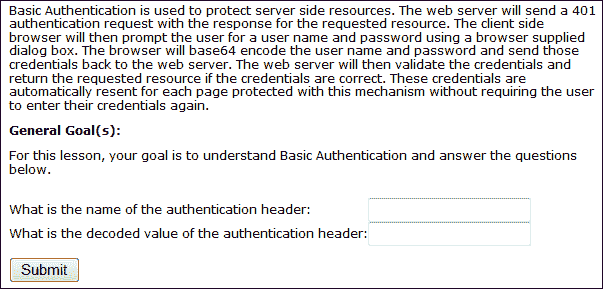 Basic Authentication is used to protect server side resources. The web server will send a 401
authentication request with the response for the requested resource. The client side
browser will then prompt the user for a user name and password using a browser supplied
dialog box. The browser will base64 encode the user name and password and send those
credentials back to the web server. The web server will then validate the credentials and
return the requested resource if the credentials are correct. These credentials are
automatically resent for each page protected with this mechanism without requiring the user
to enter their credentials again.
General Goal(s):
For this lesson, your goal is to understand Basic Authentication and answer the questions
below.
What is the name of the authentication header:
What is the decoded value of the authentication header:
Submit